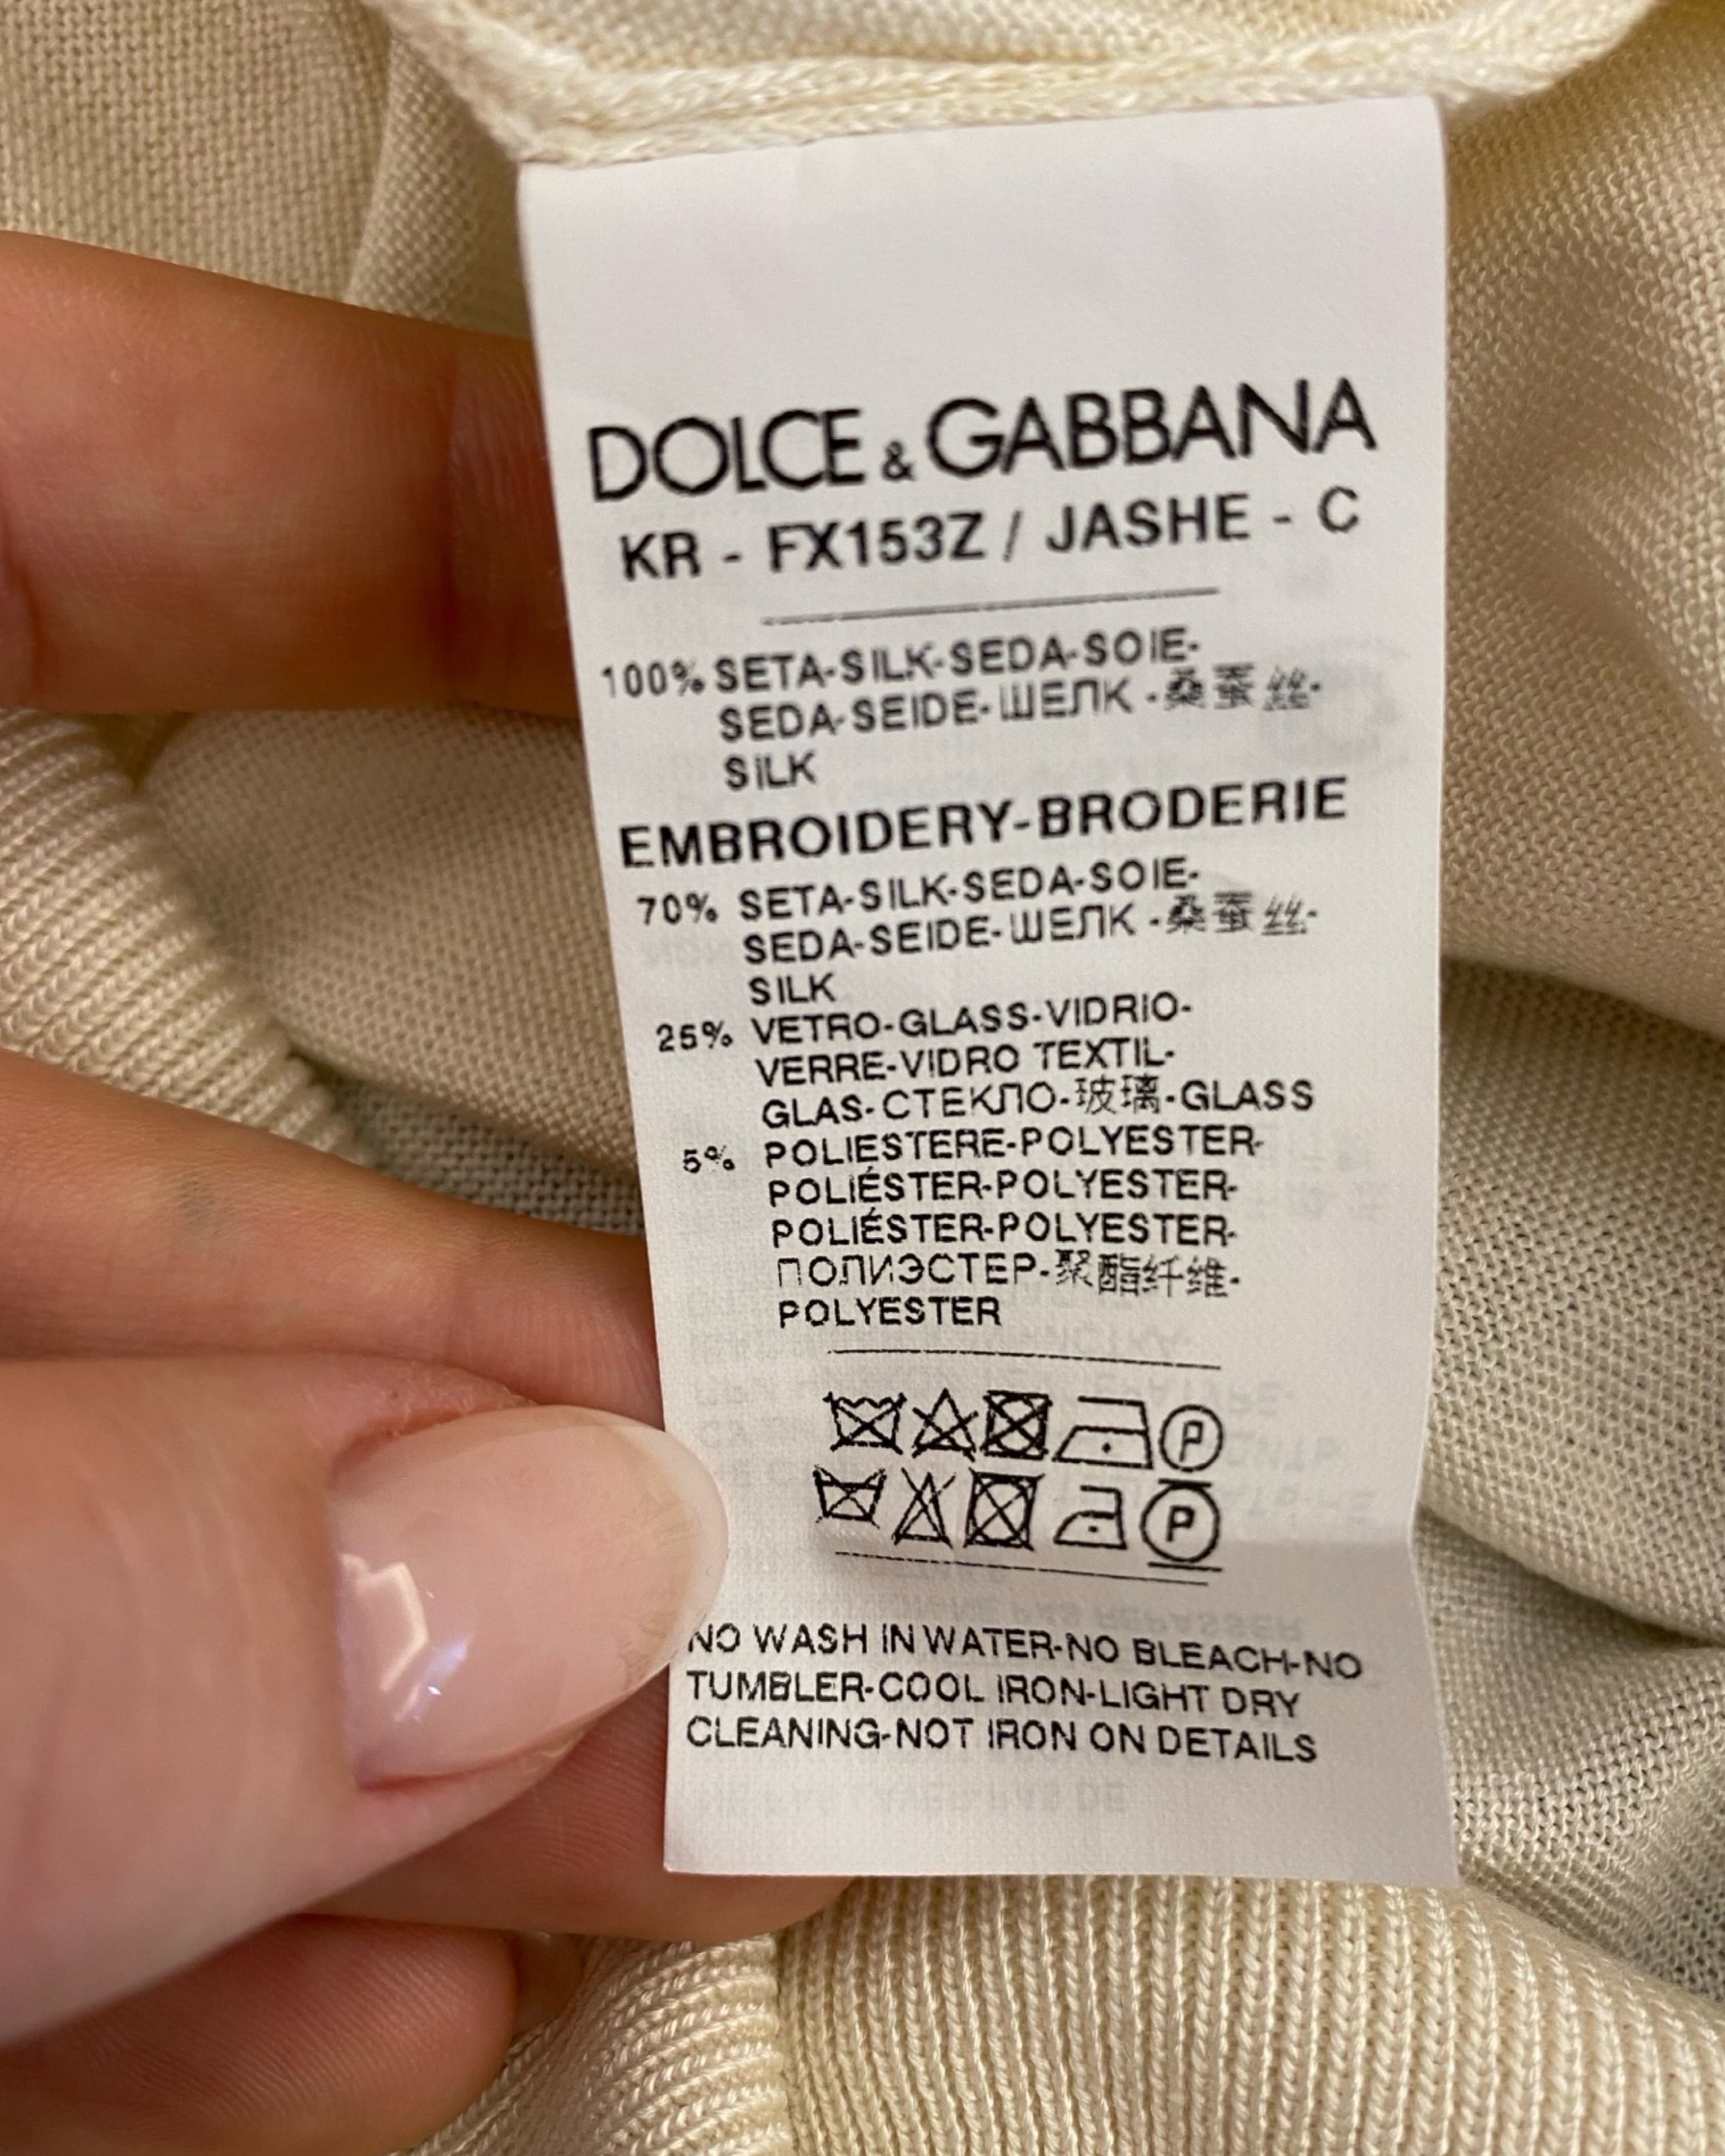 DOLCE & GABBANA
KR - FX153Z / JASHE - C
100% SETA-SILK-SEDA-SOIE-
SEDA-SEIDE-ШЕЛК-桑蚕丝-
SILK
EMBROIDERY-BRODERIE
70% SETA-SILK-SEDA-SOIE-
SEDA-SEIDE-ШЕЛК-桑蚕丝-
SILK
25% VETRO-GLASS-VIDRIO-
VERRE-VIDRO TEXTIL-
GLAS-СТЕКЛО-玻璃-GLASS
5% POLIESTERE-POLYESTER-
POLIÉSTER-POLYESTER-
POLIÉSTER-POLYESTER-
ПОЛИЭСТЕР-聚酯纤维-
POLYESTER
P
P
NO WASH IN WATER-NO BLEACH-NO
TUMBLER-COOL IRON-LIGHT DRY
CLEANING-NOT IRON ON DETAILS